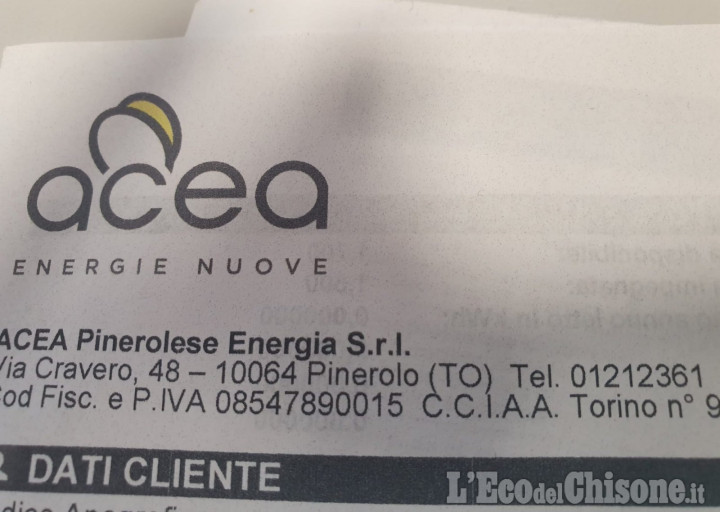 acea
ENERGIE NUOVE
ACEA Pinerolese Energia S.r.l.
Via Cravero, 48 – 10064 Pinerolo (TO) Tel. 01212361
Cod Fisc. e P.IVA 08547890015 C.C.I.A.A. Torino n° 9
& DATI CLIENTE
L'EcodelChisone.it